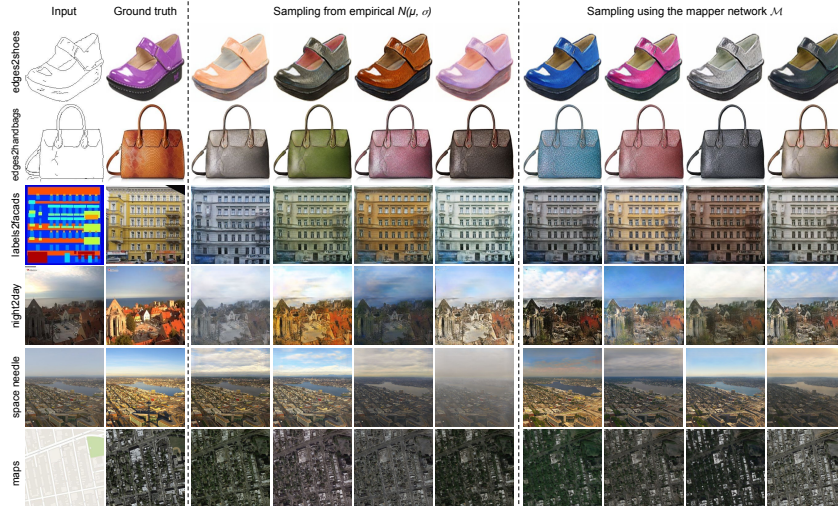 Input Ground truth Sampling from empirical N(μ, σ) Sampling using the mapper network ℳ
edges2shoes
edges2handbags
labels2facads
night2day
space needle
maps